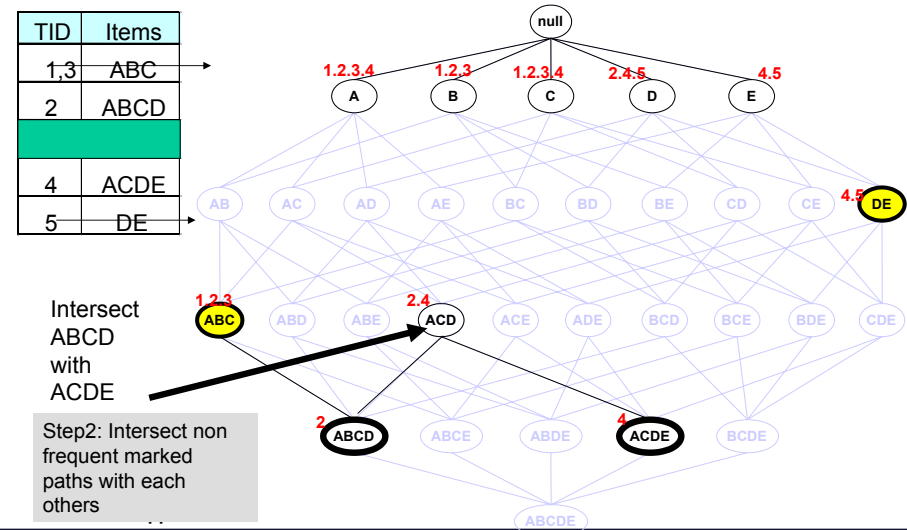 TID Items
1,3 ABC
2 ABCD
4 ACDE
5 DE
null
1.2.3.4 1.2.3 1.2.3.4 2.4.5 4.5
A B C D E
AB AC AD AE BC BD BE CD CE 4.5 DE
1.2.3 2.4
ABC ABD ABE ACD ACE ADE BCD BCE BDE CDE
Intersect
ABCD
with
ACDE
2 4
ABCD ABCE ABDE ACDE BCDE
Step2: Intersect non
frequent marked
paths with each
others
ABCDE